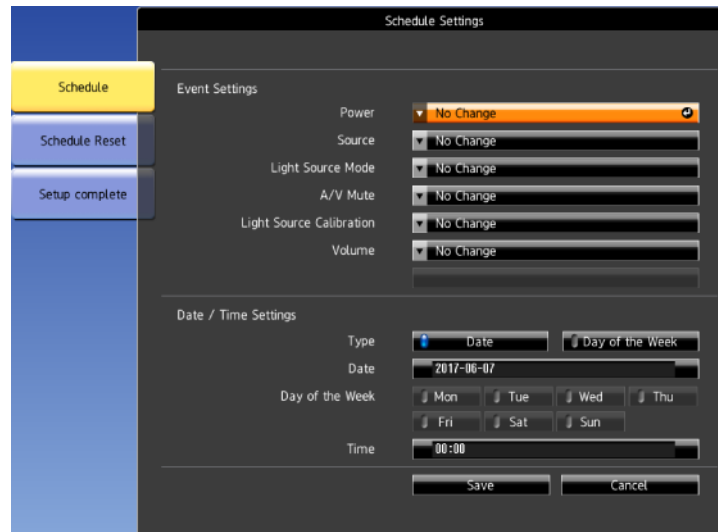 Schedule Settings
Schedule
Schedule Reset
Setup complete
Event Settings
Power No Change
Source No Change
Light Source Mode No Change
A/V Mute No Change
Light Source Calibration No Change
Volume No Change
Date / Time Settings
Type Date Day of the Week
Date 2017-06-07
Day of the Week Mon Tue Wed Thu
Fri Sat Sun
Time 00:00
Save Cancel